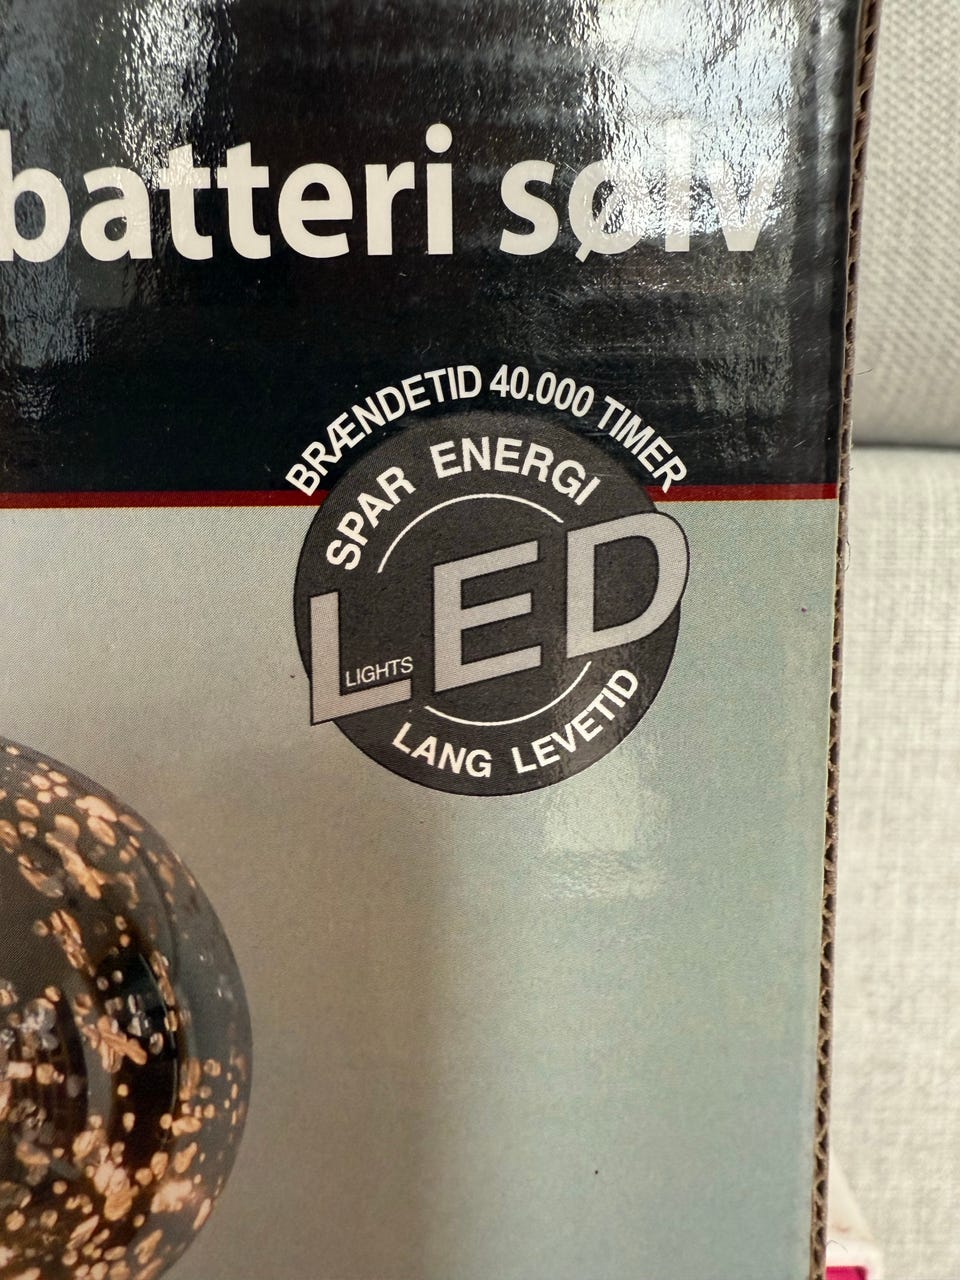 batteri sølv
BRÆNDETID 40.000 TIMER
SPAR ENERGI
LED
LIGHTS
LANG LEVETID